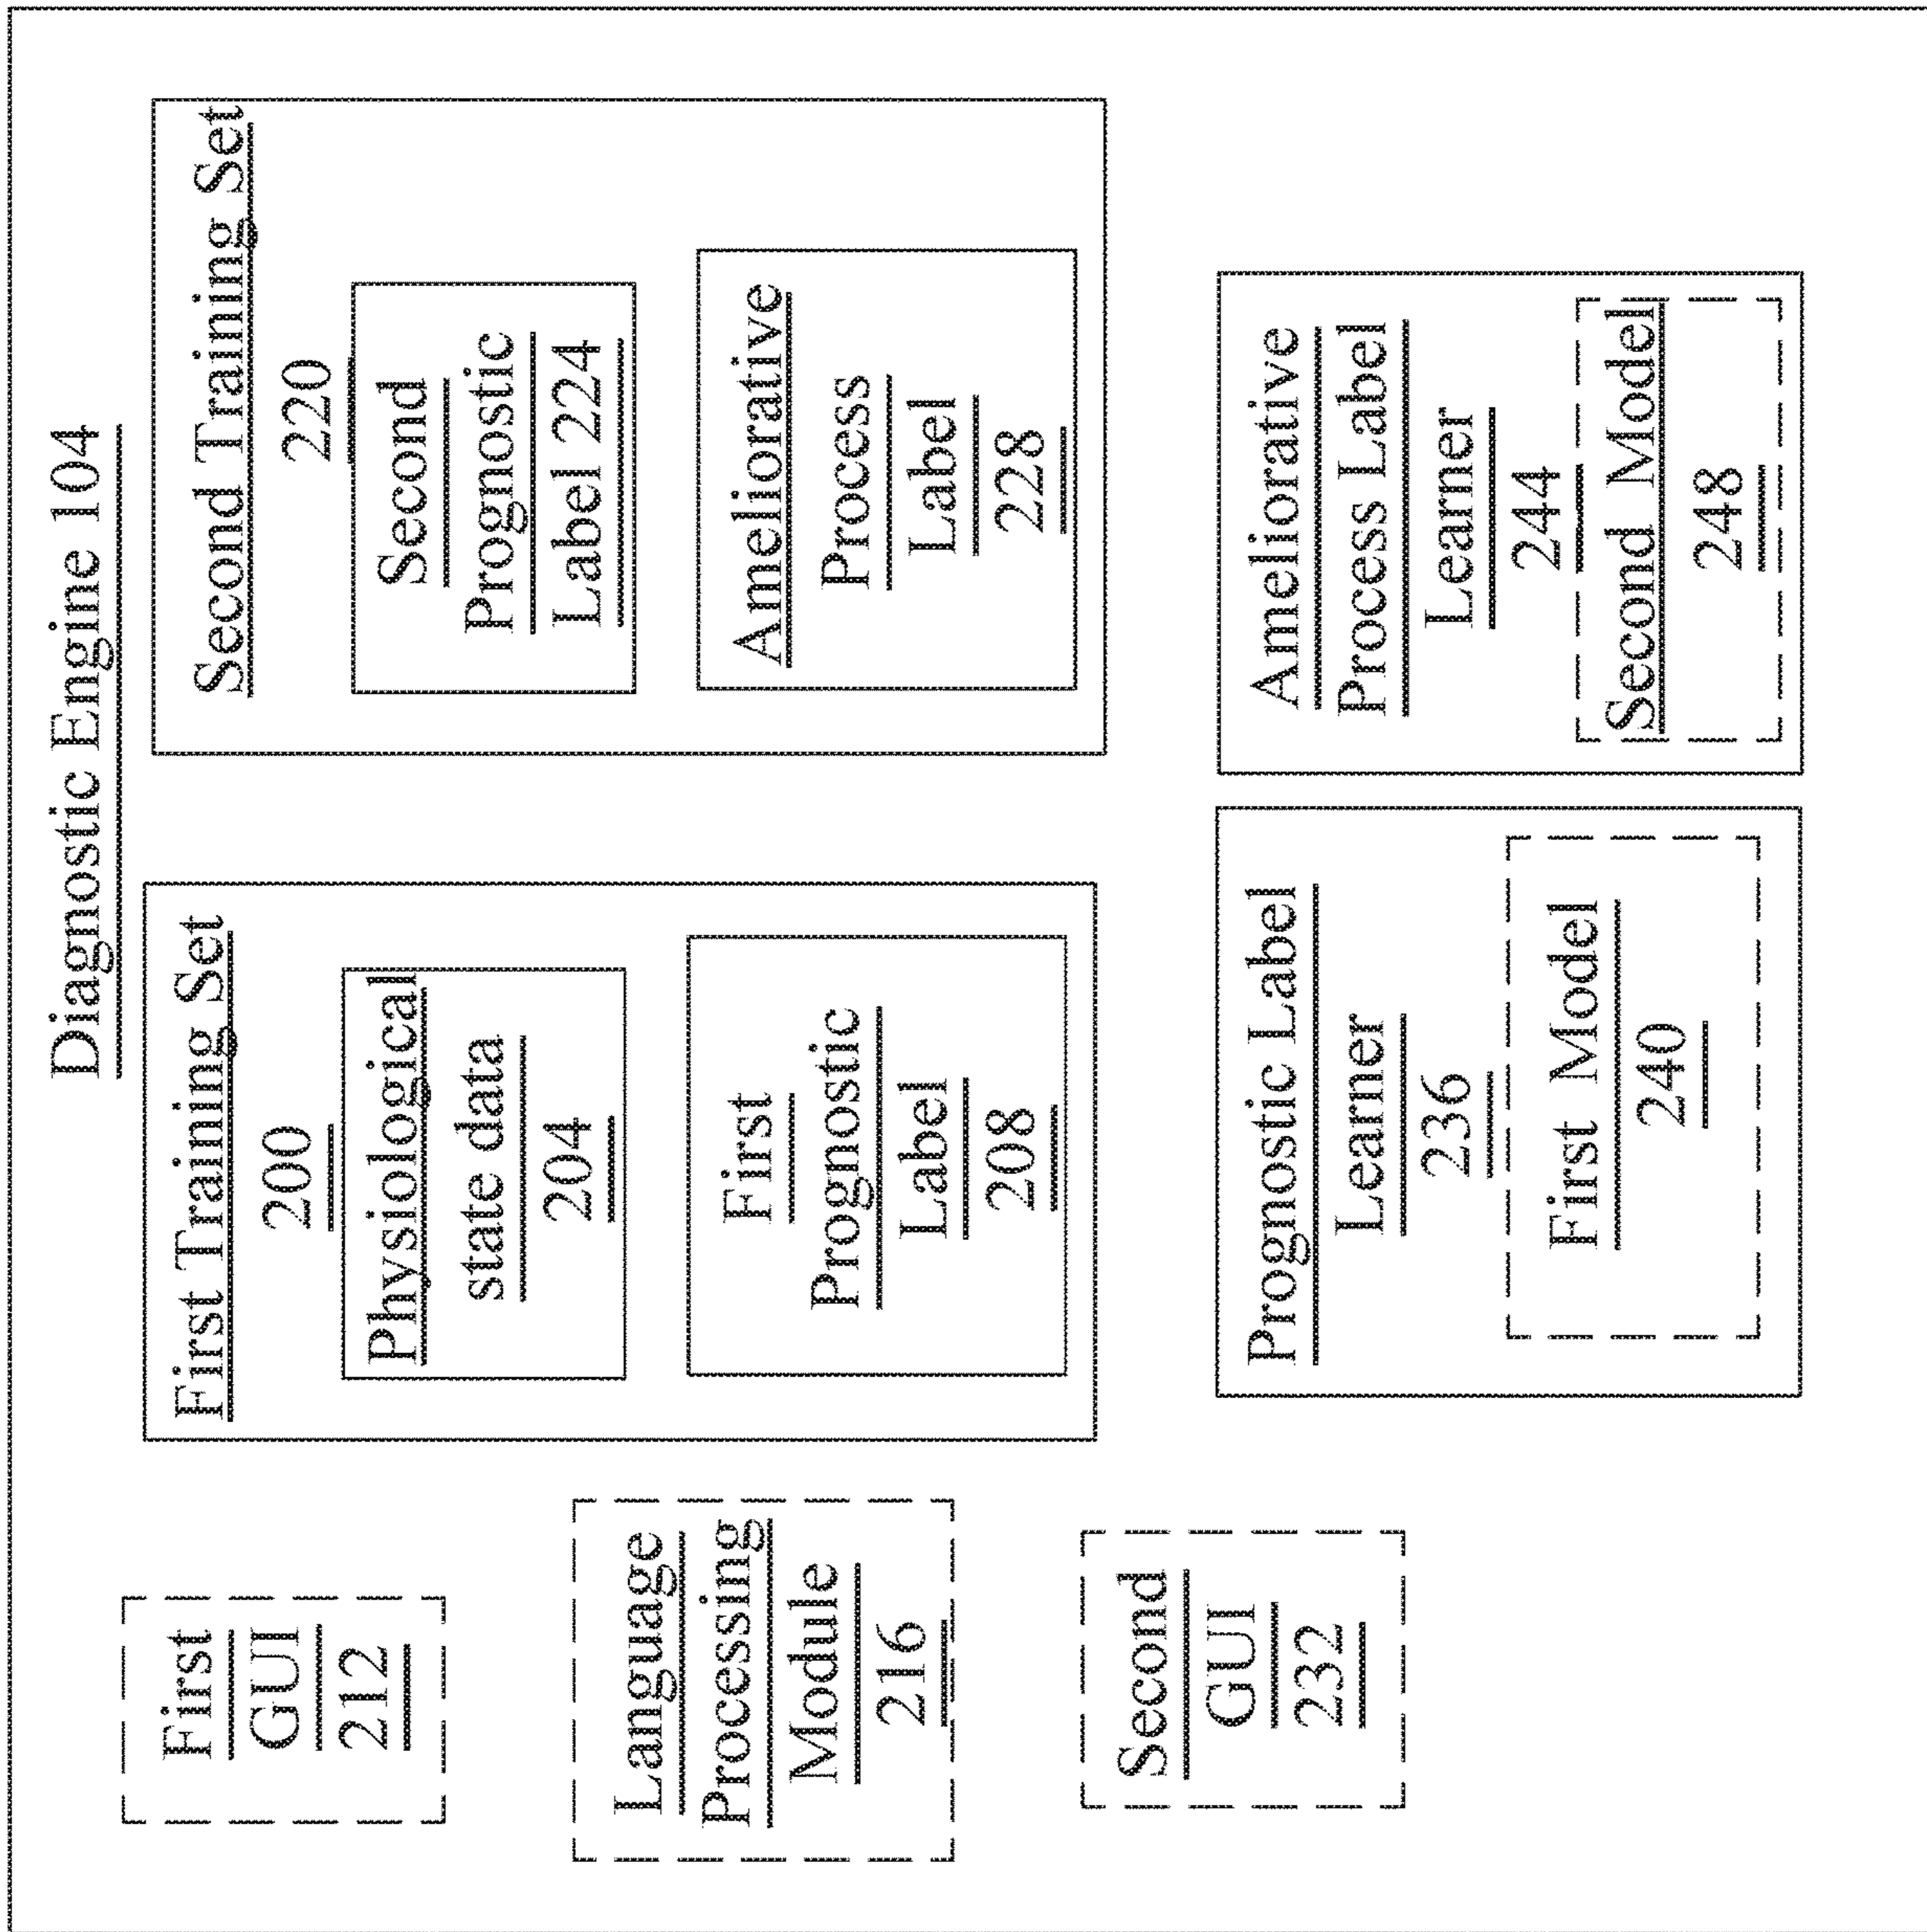 Diagnostic Engine 104
First
GUI
212
Language
Processing
Module
216
Second
GUI
232
First Training Set
200
Physiological
state data
204
First
Prognostic
Label
208
Second Training Set
220
Second
Prognostic
Label 224
Ameliorative
Process
Label
228
Prognostic Label
Learner
236
First Model
240
Ameliorative
Process Label
Learner
244
Second Model
248